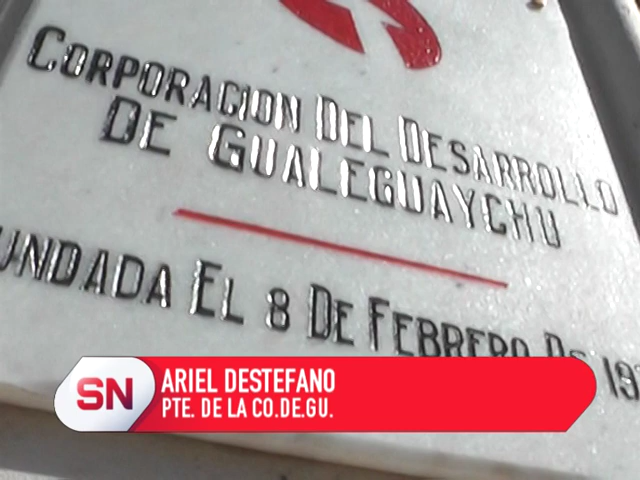 CORPORACION DEL DESARROLLO
DE GUALEGUAYCHU
UNDADA EL 8 DE FEBRERO DE 19
SN
ARIEL DESTEFANO
PTE. DE LA CO.DE.GU.